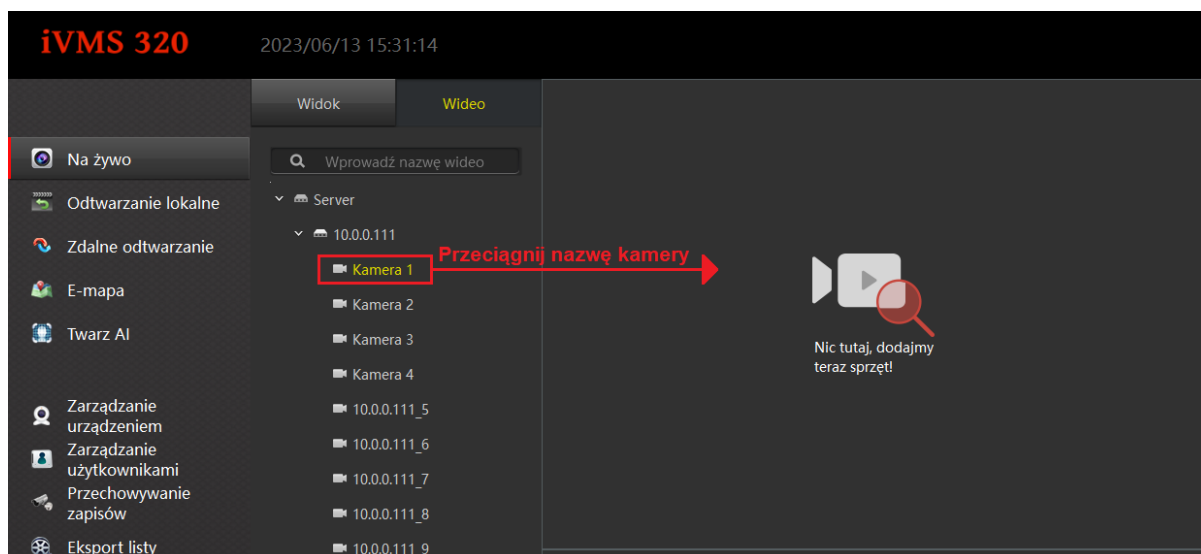 iVMS 320
2023/06/13 15:31:14
Widok
Wideo
Na żywo
Odtwarzanie lokalne
Zdalne odtwarzanie
E-mapa
Twarz AI
Zarządzanie
urządzeniem
Zarządzanie
użytkownikami
Przechowywanie
zapisów
Eksport listy
Wprowadź nazwę wideo
Server
10.0.0.111
Kamera 1
Kamera 2
Kamera 3
Kamera 4
10.0.0.111_5
10.0.0.111_6
10.0.0.111_7
10.0.0.111_8
10.0.0.111_9
Przeciągnij nazwę kamery
Nic tutaj, dodajmy
teraz sprzęt!